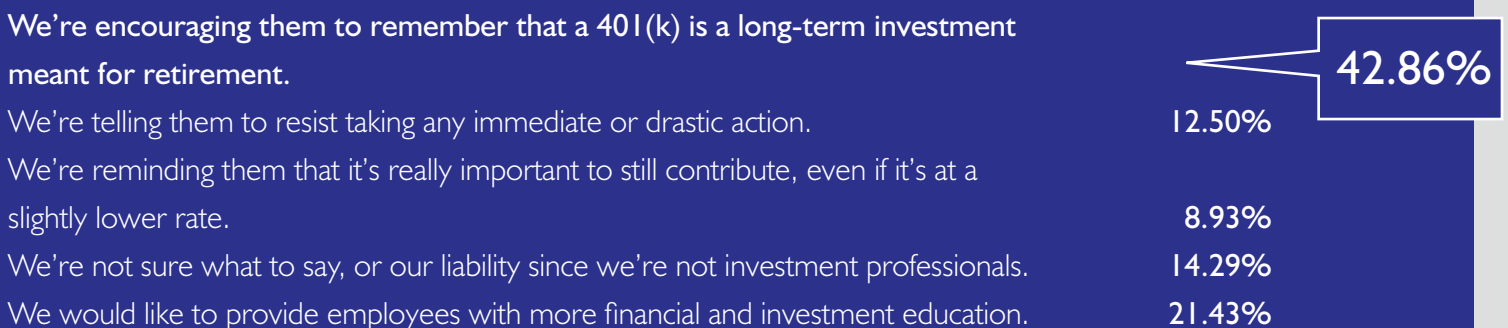 We’re encouraging them to remember that a 401(k) is a long-term investment
meant for retirement.
42.86%
We’re telling them to resist taking any immediate or drastic action. 12.50%
We’re reminding them that it’s really important to still contribute, even if it’s at a
slightly lower rate. 8.93%
We’re not sure what to say, or our liability since we’re not investment professionals. 14.29%
We would like to provide employees with more financial and investment education. 21.43%